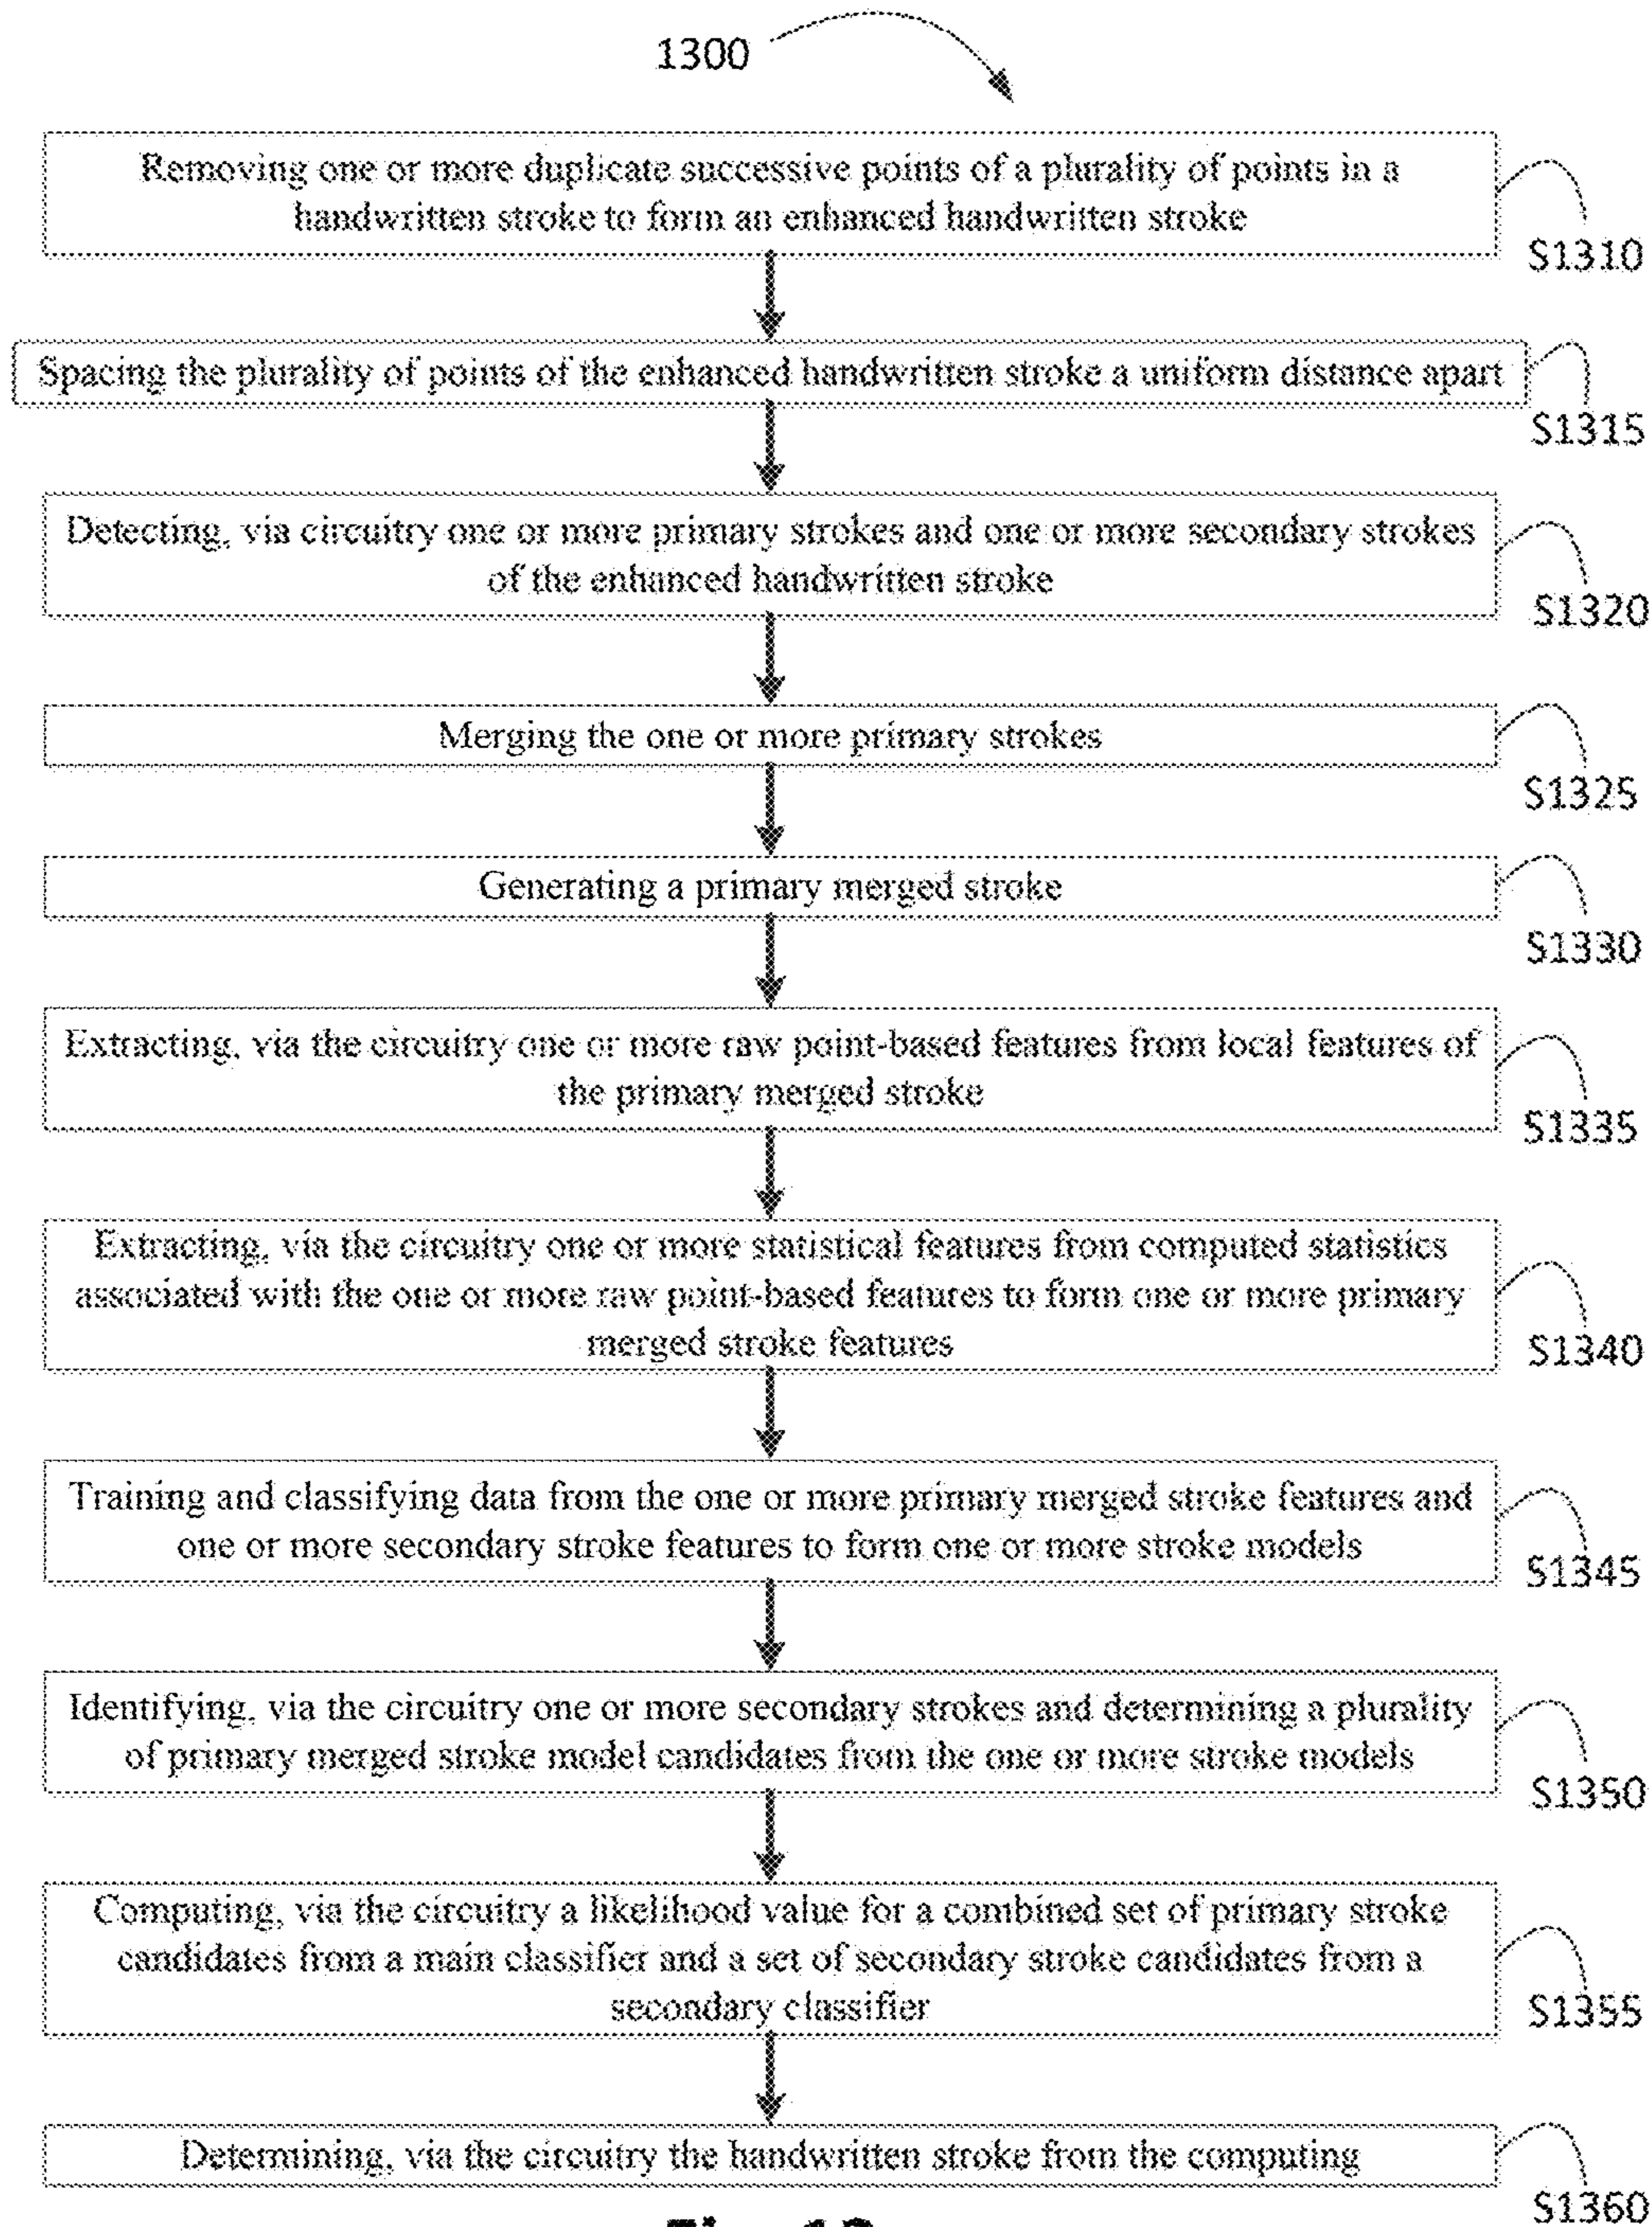 1300
Removing one or more duplicate successive points of a plurality of points in a
handwritten stroke to form an enhanced handwritten stroke
S1310
Spacing the plurality of points of the enhanced handwritten stroke a uniform distance apart
S1315
Detecting, via circuitry one or more primary strokes and one or more secondary strokes
of the enhanced handwritten stroke
S1320
Merging the one or more primary strokes
S1325
Generating a primary merged stroke
S1330
Extracting, via the circuitry one or more raw point-based features from local features of
the primary merged stroke
S1335
Extracting, via the circuitry one or more statistical features from computed statistics
associated with the one or more raw point-based features to form one or more primary
merged stroke features
S1340
Training and classifying data from the one or more primary merged stroke features and
one or more secondary stroke features to form one or more stroke models
S1345
Identifying, via the circuitry one or more secondary strokes and determining a plurality
of primary merged stroke model candidates from the one or more stroke models
S1350
Computing, via the circuitry a likelihood value for a combined set of primary stroke
candidates from a main classifier and a set of secondary stroke candidates from a
secondary classifier
S1355
Determining, via the circuitry the handwritten stroke from the computing
S1360